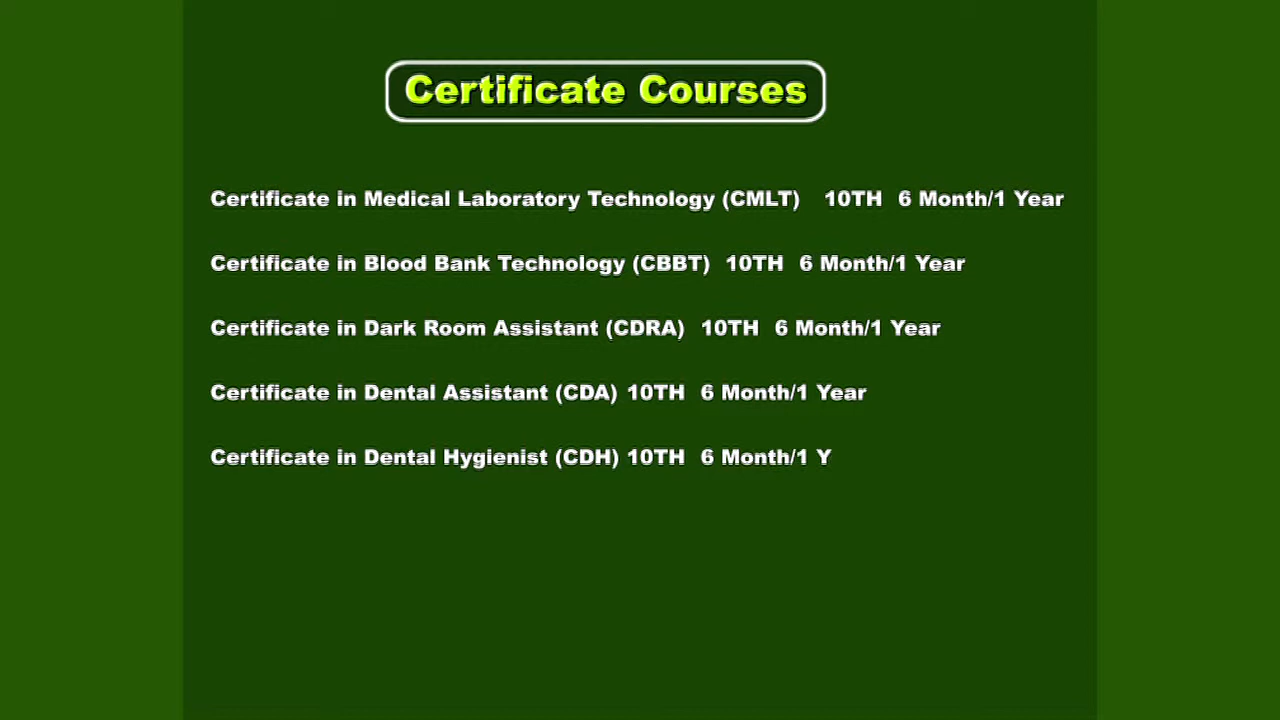 Certificate Courses
Certificate in Medical Laboratory Technology (CMLT) 10TH 6 Month/1 Year
Certificate in Blood Bank Technology (CBBT) 10TH 6 Month/1 Year
Certificate in Dark Room Assistant (CDRA) 10TH 6 Month/1 Year
Certificate in Dental Assistant (CDA) 10TH 6 Month/1 Year
Certificate in Dental Hygienist (CDH) 10TH 6 Month/1 Y